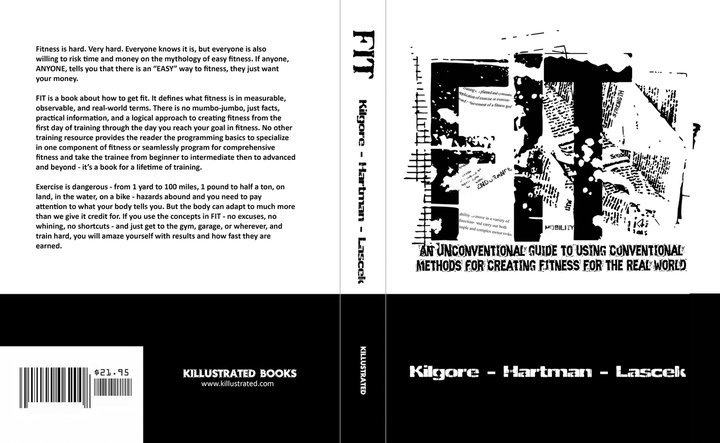 Fitness is hard. Very hard. Everyone knows it is, but everyone is also
willing to risk time and money on the mythology of easy fitness. If anyone,
ANYONE, tells you that there is an “EASY” way to fitness, they just want
your money.
FIT is a book about how to get fit. It defines what fitness is in measurable,
observable, and real-world terms. There is no mumbo-jumbo, just facts,
practical information, and a logical approach to creating fitness from the
first day of training through the day you reach your goal in fitness. No other
training resource provides the reader the programming basics to specialize
in one component of fitness or seamlessly program for comprehensive
fitness and take the trainee from beginner to intermediate then to advanced
and beyond - it’s a book for a lifetime of training.
Exercise is dangerous - from 1 yard to 100 miles, 1 pound to half a ton, on
land, in the water, on a bike - hazards abound and you need to pay
attention to what your body tells you. But the body can adapt to much more
than we give it credit for. If you use the concepts in FIT - no excuses, no
whining, no shortcuts - and just get to the gym, garage, or wherever, and
train hard, you will amaze yourself with results and how fast they are
earned.
$21.95
KILLUSTRATED BOOKS
www.killustrated.com
FIT
Kilgore - Hartman - Lascek
KILLUSTRATED
FIT
MOBILITY
AN UNCONVENTIONAL GUIDE TO USING CONVENTIONAL
METHODS FOR CREATING FITNESS FOR THE REAL WORLD
Kilgore - Hartman - Lascek